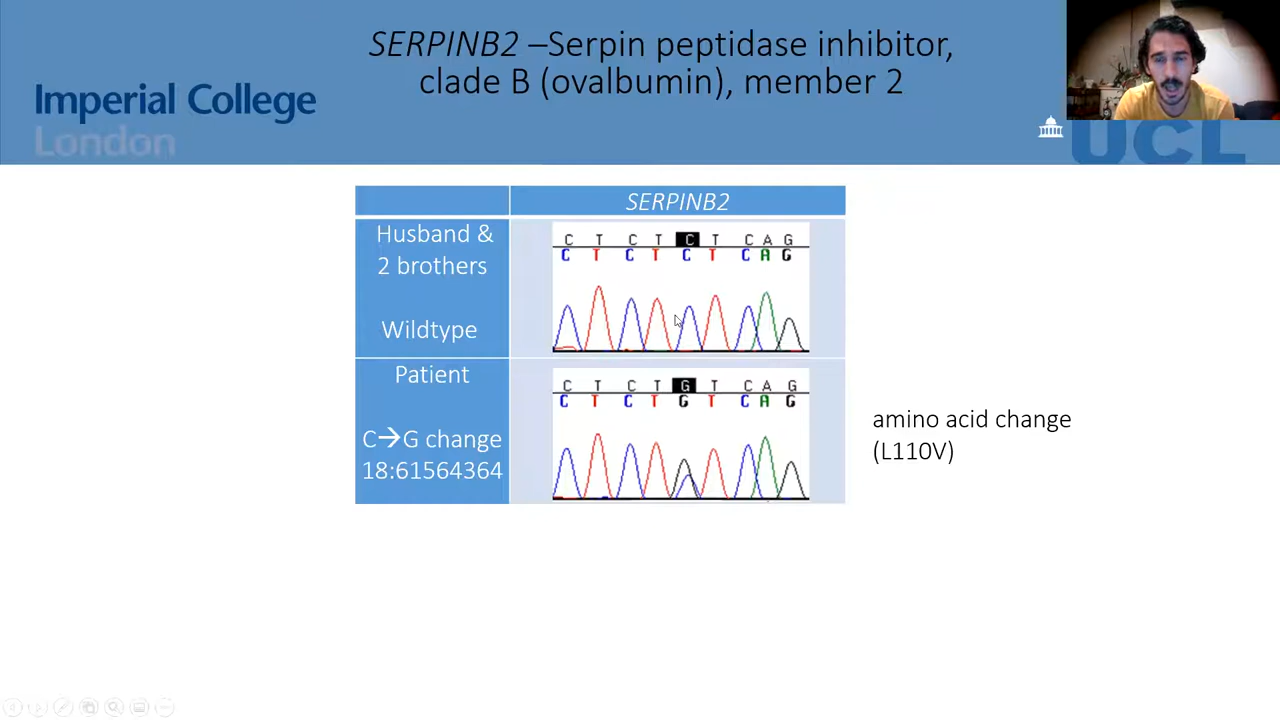 SERPINB2 –Serpin peptidase inhibitor,
clade B (ovalbumin), member 2
Imperial College
London
UCL
SERPINB2
Husband &
2 brothers
Wildtype
C T C T C T C A G
C T C T C T C A G
Patient
C→G change
18:61564364
C T C T G T C A G
C T C T G T C A G
amino acid change
(L110V)